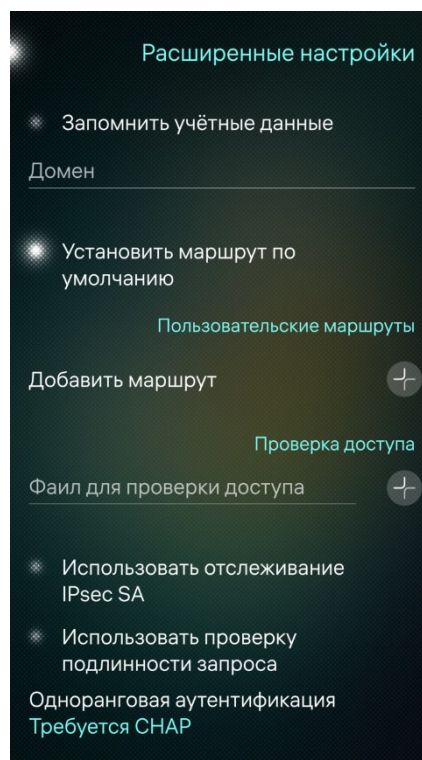 Расширенные настройки
Запомнить учётные данные
Домен
Установить маршрут по
умолчанию
Пользовательские маршруты
Добавить маршрут
Проверка доступа
Фаил для проверки доступа
Использовать отслеживание
IPsec SA
Использовать проверку
подлинности запроса
Одноранговая аутентификация
Требуется CHAP